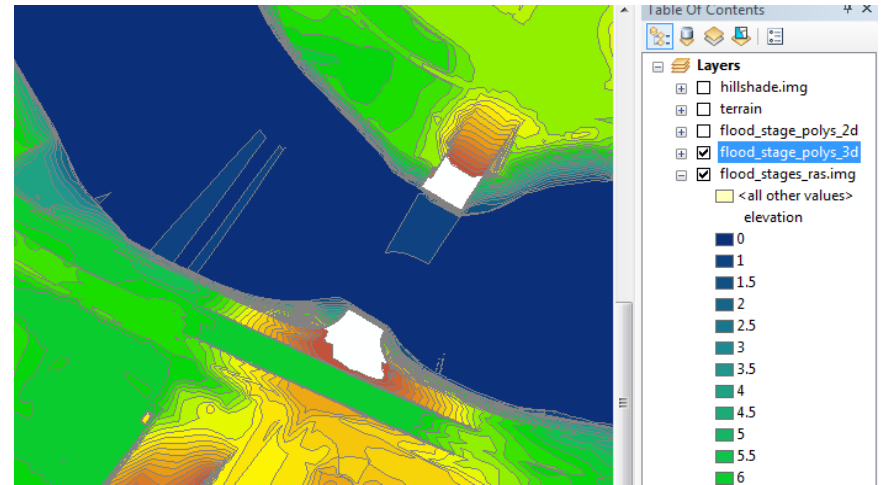 Table Of Contents
Layers
hillshade.img
terrain
flood_stage_polys_2d
flood_stage_polys_3d
flood_stages_ras.img
<all other values>
elevation
0
1
1.5
2
2.5
3
3.5
4
4.5
5
5.5
6